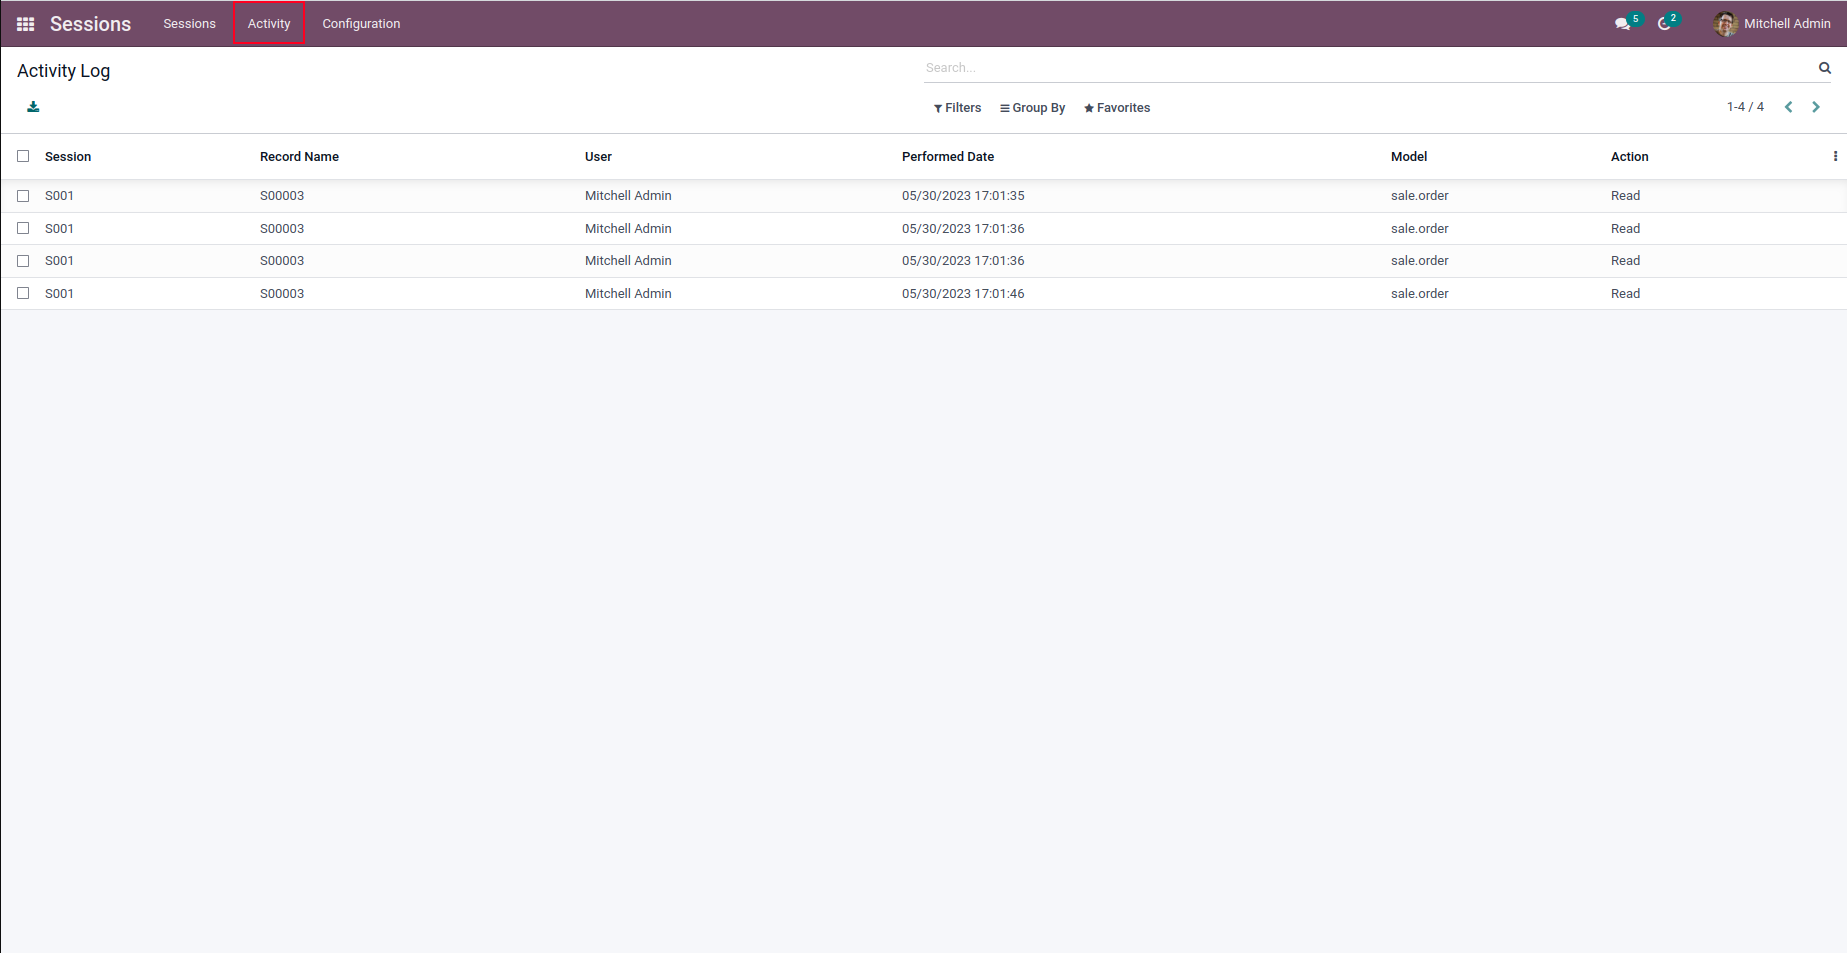 Sessions Sessions Activity Configuration 5 2 Mitchell Admin
Activity Log Search...
Filters Group By Favorites 1-4 / 4
Session Record Name User Performed Date Model Action
S001 S00003 Mitchell Admin 05/30/2023 17:01:35 sale.order Read
S001 S00003 Mitchell Admin 05/30/2023 17:01:36 sale.order Read
S001 S00003 Mitchell Admin 05/30/2023 17:01:36 sale.order Read
S001 S00003 Mitchell Admin 05/30/2023 17:01:46 sale.order Read